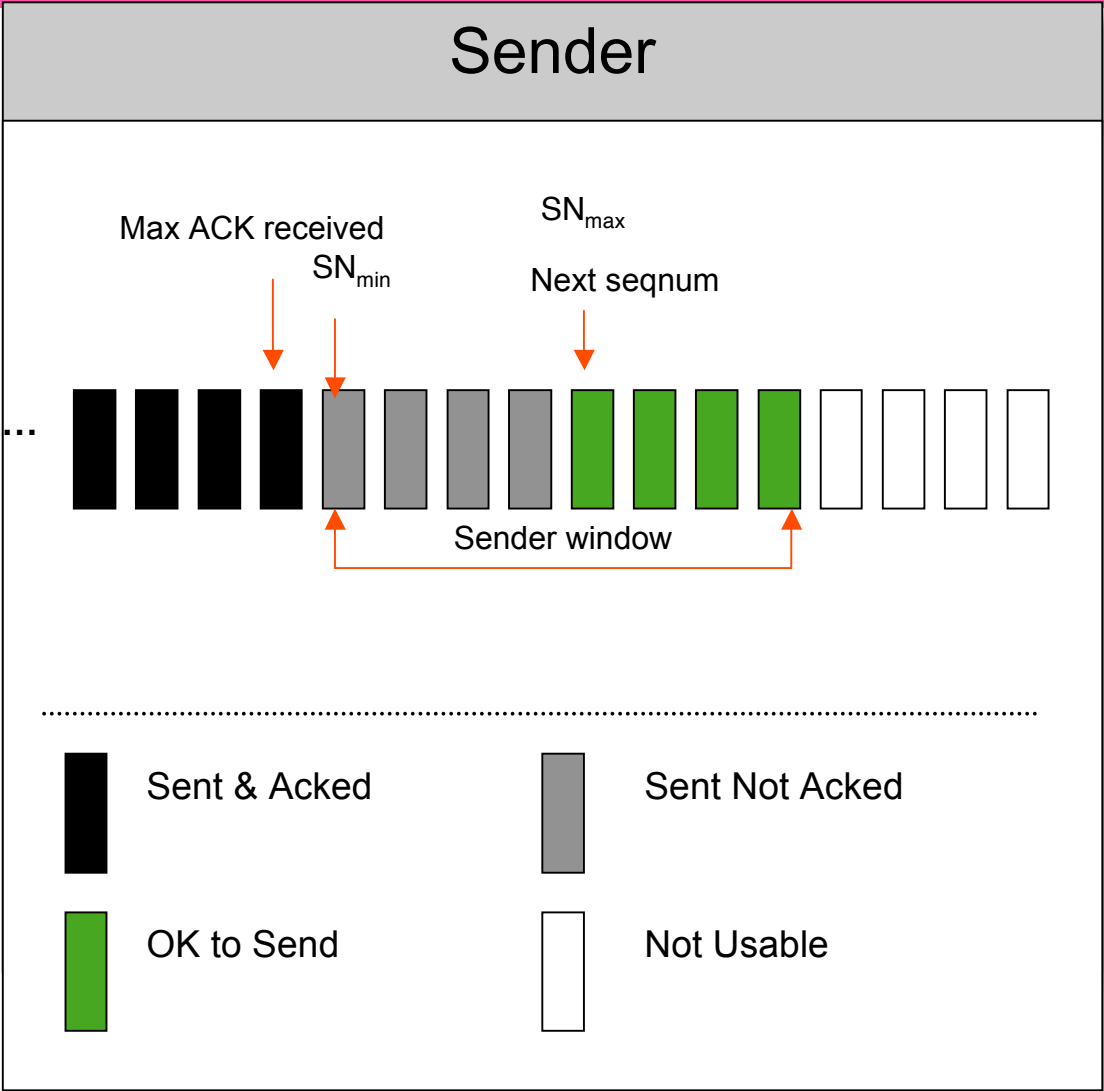 Sender
Max ACK received
SNmin
SNmax
Next seqnum
...
Sender window
Sent & Acked
Sent Not Acked
OK to Send
Not Usable